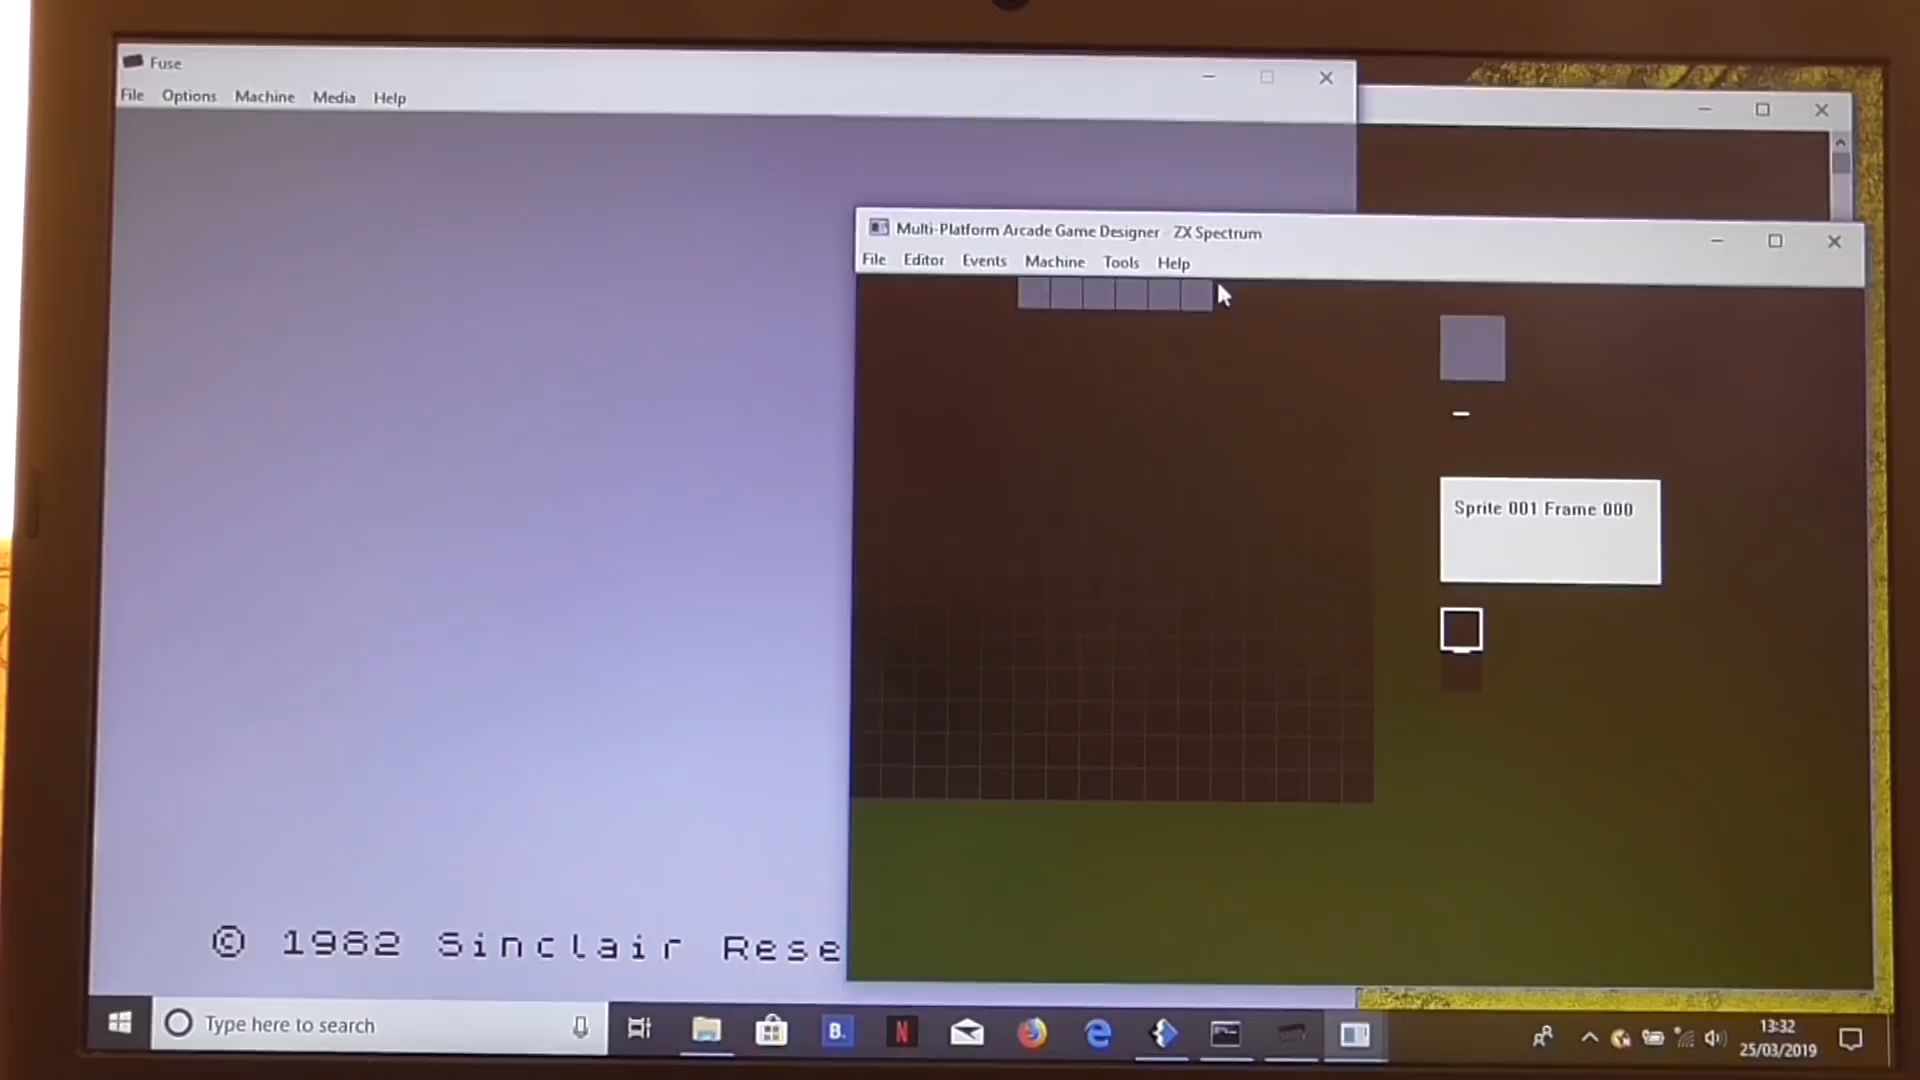 Fuse
File Options Machine Media Help
Multi-Platform Arcade Game Designer - ZX Spectrum
File Editor Events Machine Tools Help
Sprite 001 Frame 000
© 1982 Sinclair Rese
Type here to search
B.
N
13:32
25/03/2019